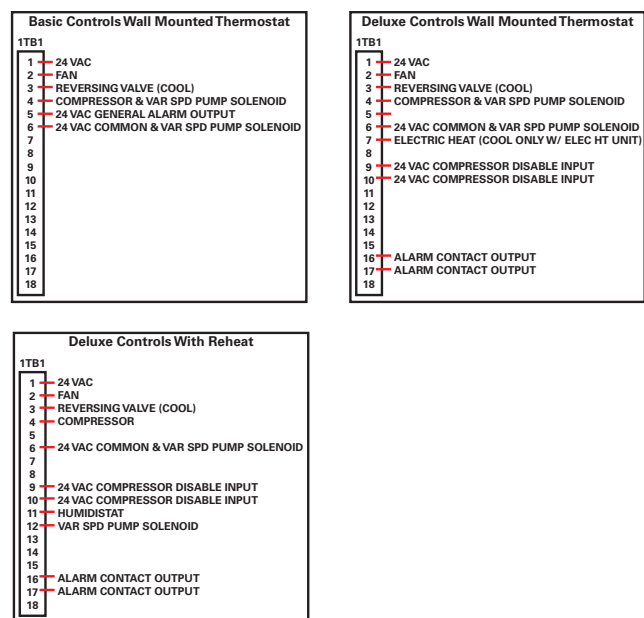 Basic Controls Wall Mounted Thermostat
1TB1
1 24 VAC
2 FAN
3 REVERSING VALVE (COOL)
4 COMPRESSOR & VAR SPD PUMP SOLENOID
5 24 VAC GENERAL ALARM OUTPUT
6 24 VAC COMMON & VAR SPD PUMP SOLENOID
7
8
9
10
11
12
13
14
15
16
17
18
Deluxe Controls Wall Mounted Thermostat
1TB1
1 24 VAC
2 FAN
3 REVERSING VALVE (COOL)
4 COMPRESSOR & VAR SPD PUMP SOLENOID
5
6 24 VAC COMMON & VAR SPD PUMP SOLENOID
7 ELECTRIC HEAT (COOL ONLY W/ ELEC HT UNIT)
8
9 24 VAC COMPRESSOR DISABLE INPUT
10 24 VAC COMPRESSOR DISABLE INPUT
11
12
13
14
15
16 ALARM CONTACT OUTPUT
17 ALARM CONTACT OUTPUT
18
Deluxe Controls With Reheat
1TB1
1 24 VAC
2 FAN
3 REVERSING VALVE (COOL)
4 COMPRESSOR
5
6 24 VAC COMMON & VAR SPD PUMP SOLENOID
7
8
9 24 VAC COMPRESSOR DISABLE INPUT
10 24 VAC COMPRESSOR DISABLE INPUT
11 HUMIDISTAT
12 VAR SPD PUMP SOLENOID
13
14
15
16 ALARM CONTACT OUTPUT
17 ALARM CONTACT OUTPUT
18